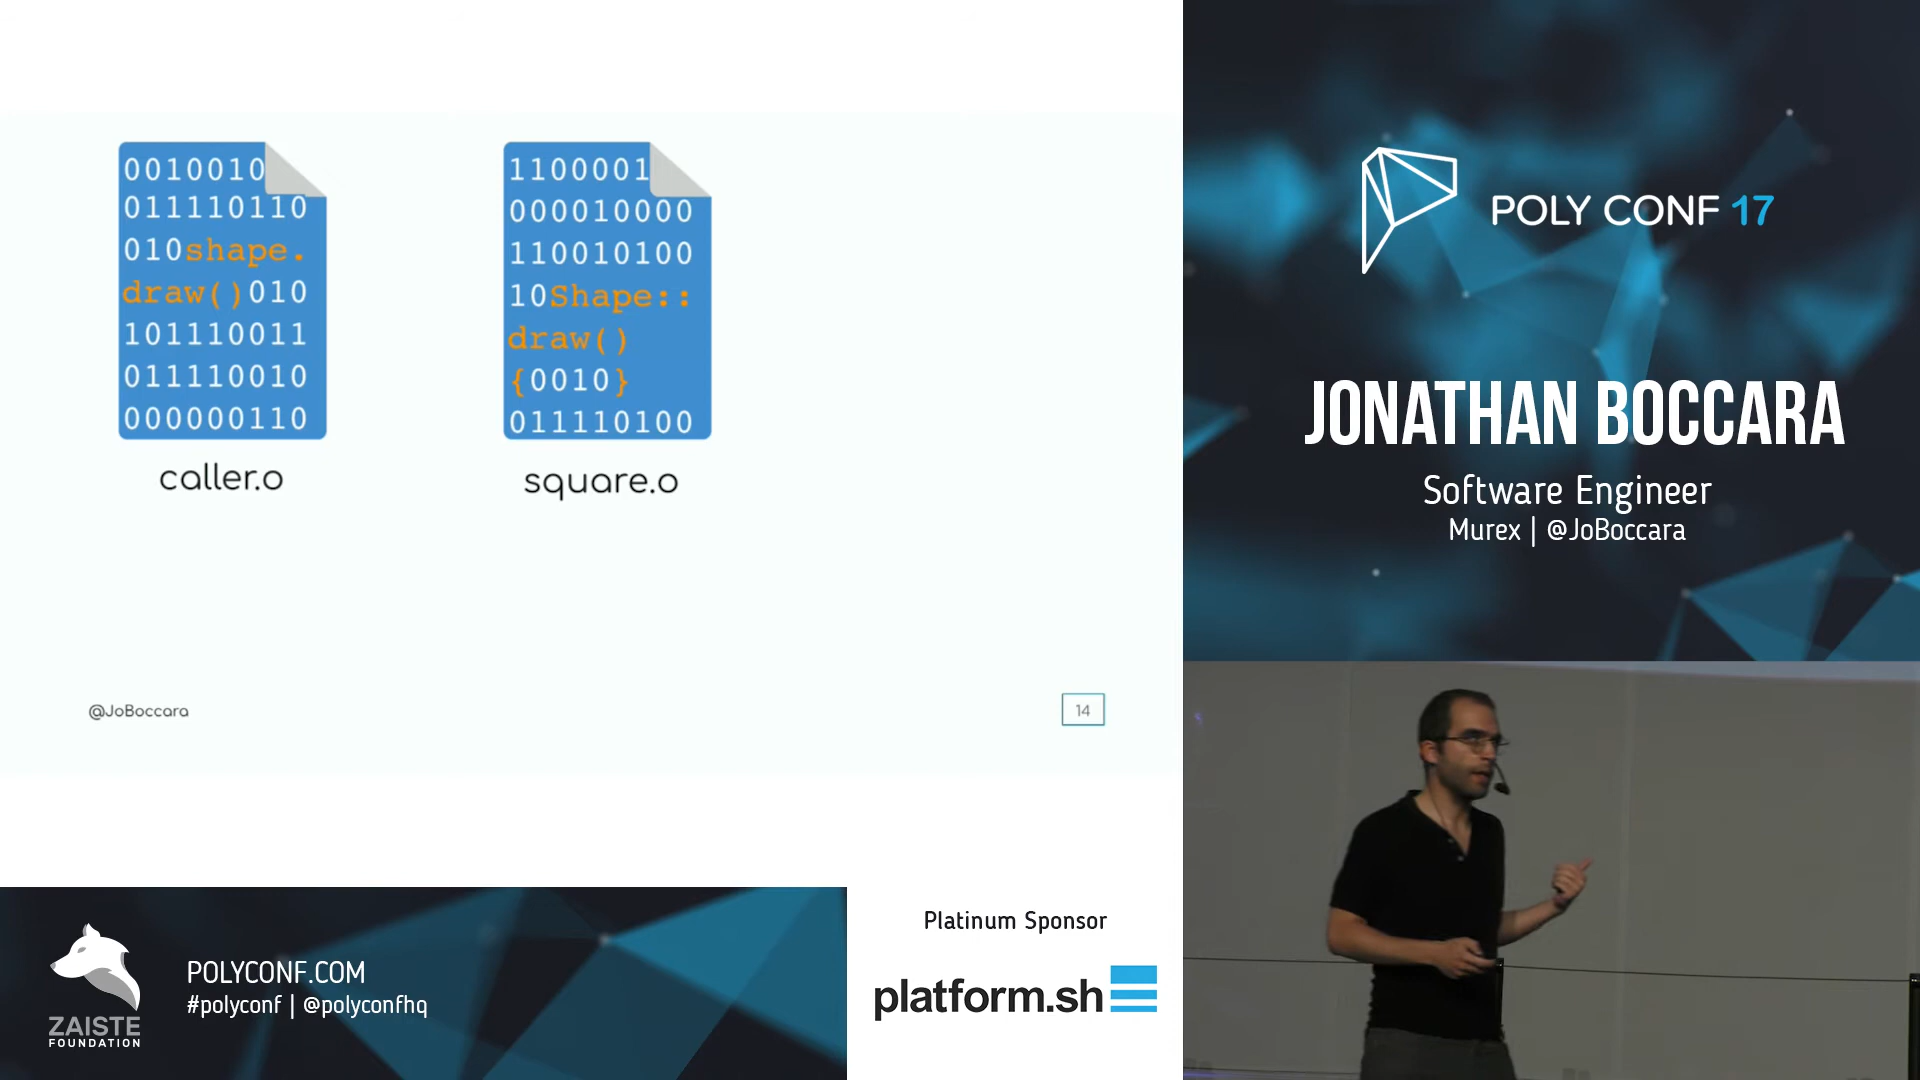 0010010
011110110
010shape.
draw()010
101110011
011110010
000000110
caller.o
1100001
000010000
110010100
10Shape::
draw()
{0010}
011110100
square.o
@JoBoccara
14
POLY CONF 17
JONATHAN BOCCARA
Software Engineer
Murex | @JoBoccara
ZAISTE
FOUNDATION
POLYCONF.COM
#polyconf | @polyconfhq
Platinum Sponsor
platform.sh